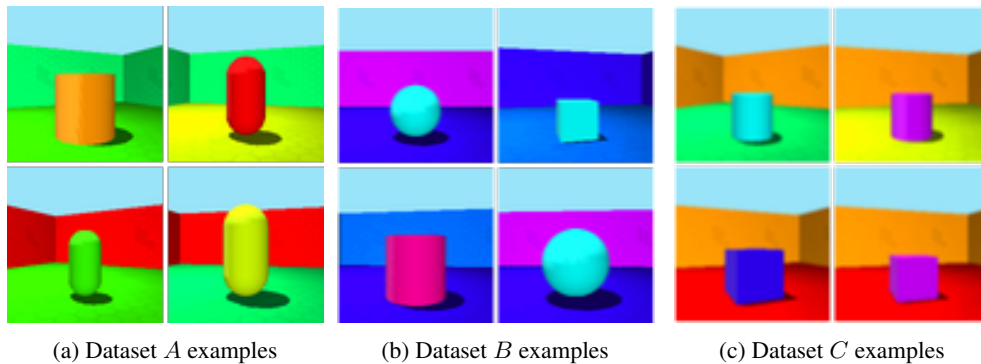 (a) Dataset A examples
(b) Dataset B examples
(c) Dataset C examples